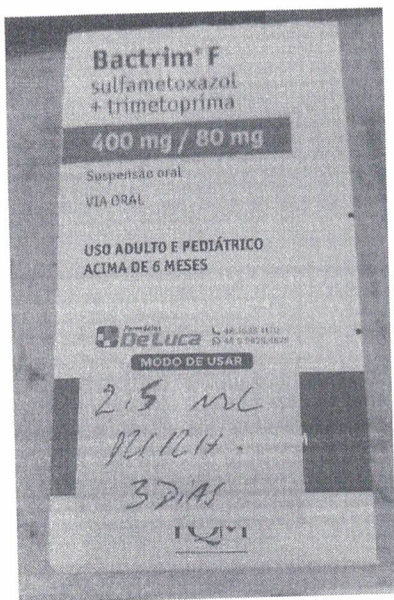 Bactrim® F
sulfametoxazol
+ trimetoprima
400 mg / 80 mg
Suspensão oral
VIA ORAL
USO ADULTO E PEDIÁTRICO
ACIMA DE 6 MESES
Farmácias
DeLuca
MODO DE USAR
2,5 ML
12/12H.
3 DIAS